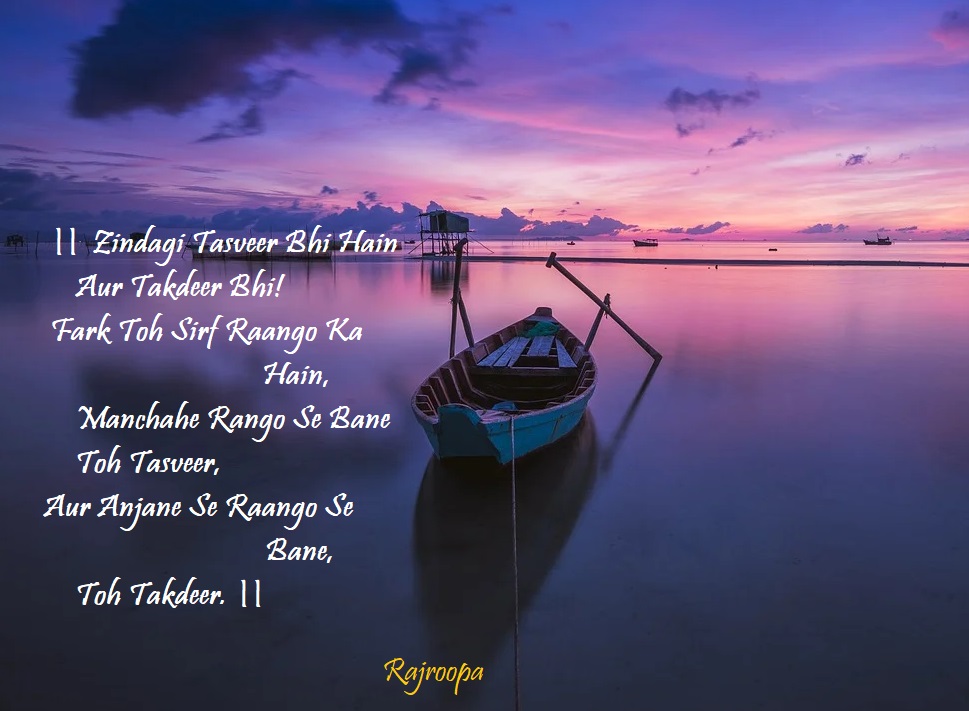 || Zindagi Tasveer Bhi Hain
Aur Takdeer Bhi!
Fark Toh Sirf Raango Ka
Hain,
Manchahe Rango Se Bane
Toh Tasveer,
Aur Anjane Se Raango Se
Bane,
Toh Takdeer. ||
Rajroopa